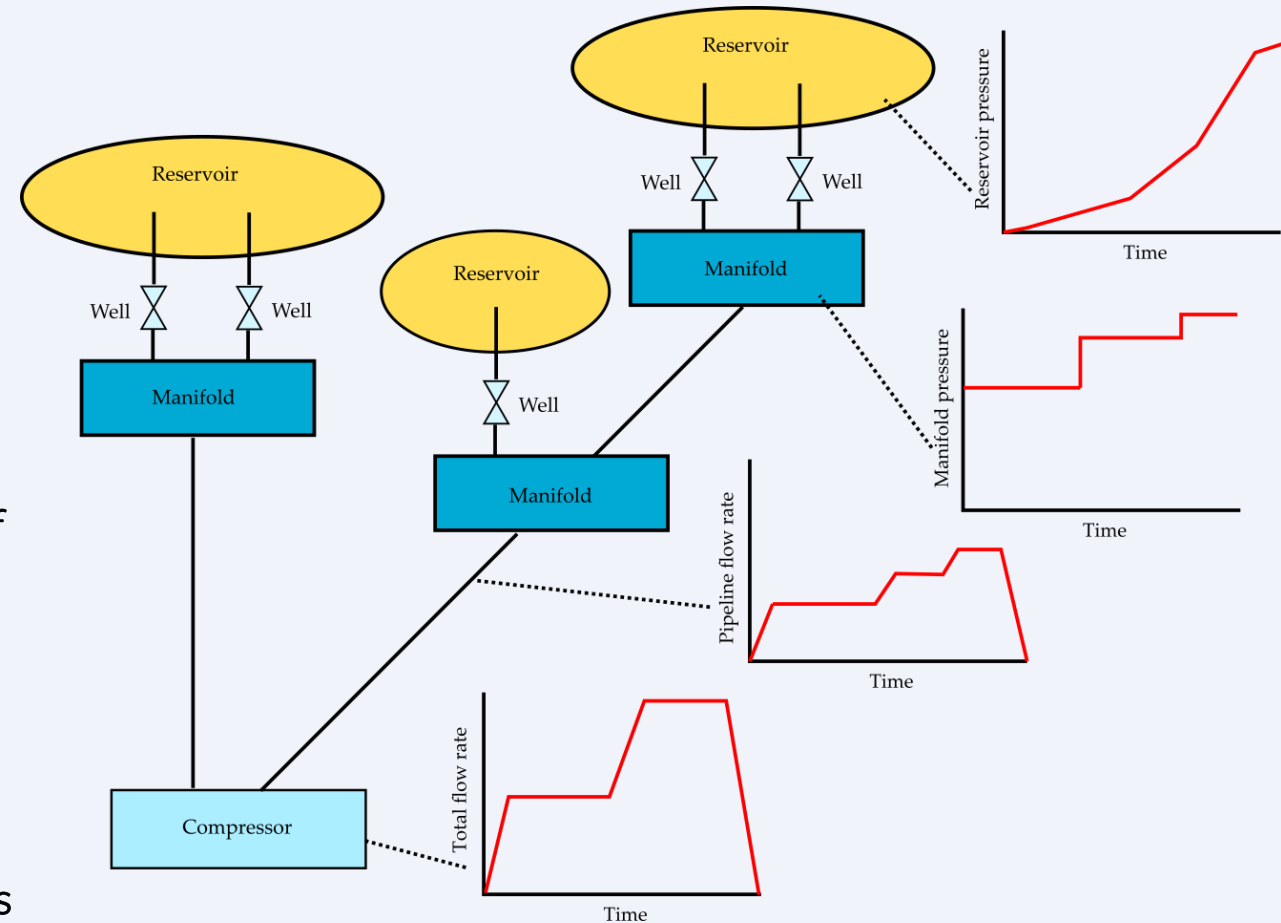 Reservoir
Well
Well
Manifold
Reservoir pressure
Time
Reservoir
Well
Well
Manifold
Reservoir
Well
Manifold
Manifold pressure
Time
Pipeline flow rate
Time
Compressor
Total flow rate
Time